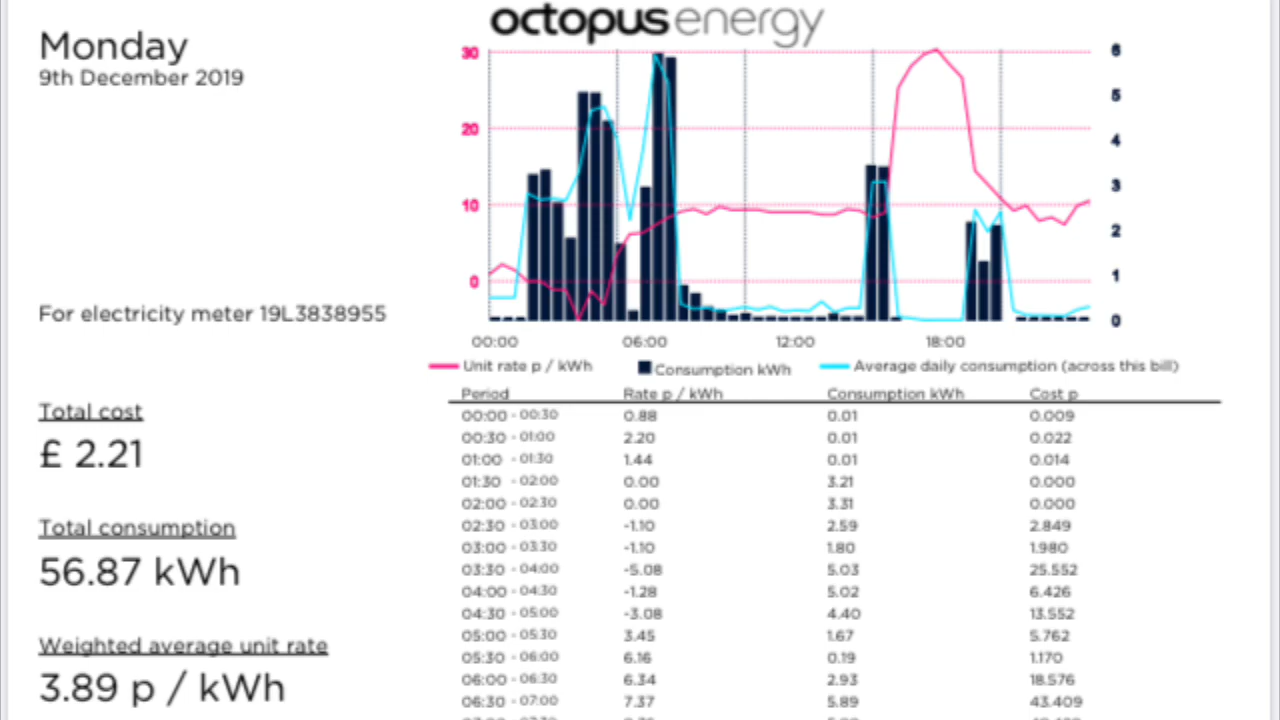 octopus energy
Monday
9th December 2019
For electricity meter 19L3838955
Total cost
£ 2.21
Total consumption
56.87 kWh
Weighted average unit rate
3.89 p / kWh
30
20
10
0
6
5
4
3
2
1
0
00:00 06:00 12:00 18:00
Unit rate p / kWh Consumption kWh Average daily consumption (across this bill)
Period Rate p / kWh Consumption kWh Cost p
00:00 - 00:30 0.88 0.01 0.009
00:30 - 01:00 2.20 0.01 0.022
01:00 - 01:30 1.44 0.01 0.014
01:30 - 02:00 0.00 3.21 0.000
02:00 - 02:30 0.00 3.31 0.000
02:30 - 03:00 -1.10 2.59 2.849
03:00 - 03:30 -1.10 1.80 1.980
03:30 - 04:00 -5.08 5.03 25.552
04:00 - 04:30 -1.28 5.02 6.426
04:30 - 05:00 -3.08 4.40 13.552
05:00 - 05:30 3.45 1.67 5.762
05:30 - 06:00 6.16 0.19 1.170
06:00 - 06:30 6.34 2.93 18.576
06:30 - 07:00 7.37 5.89 43.409